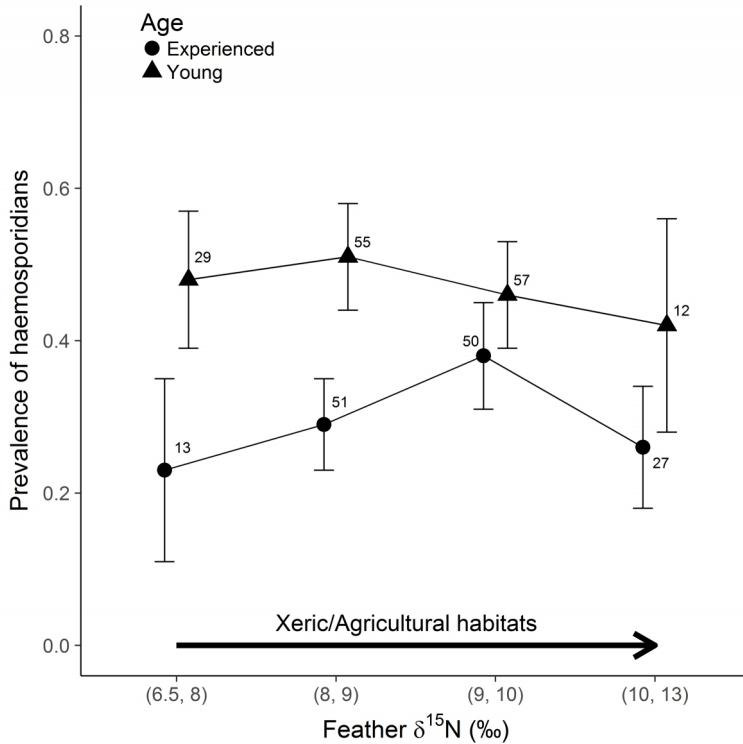 Age
Experienced
Young
0.8
0.6
0.4
0.2
0.0
Prevalence of haemosporidians
29
55
57
12
13
51
50
27
Xeric/Agricultural habitats
(6.5, 8)
(8, 9)
(9, 10)
(10, 13)
Feather δ¹⁵N (‰)